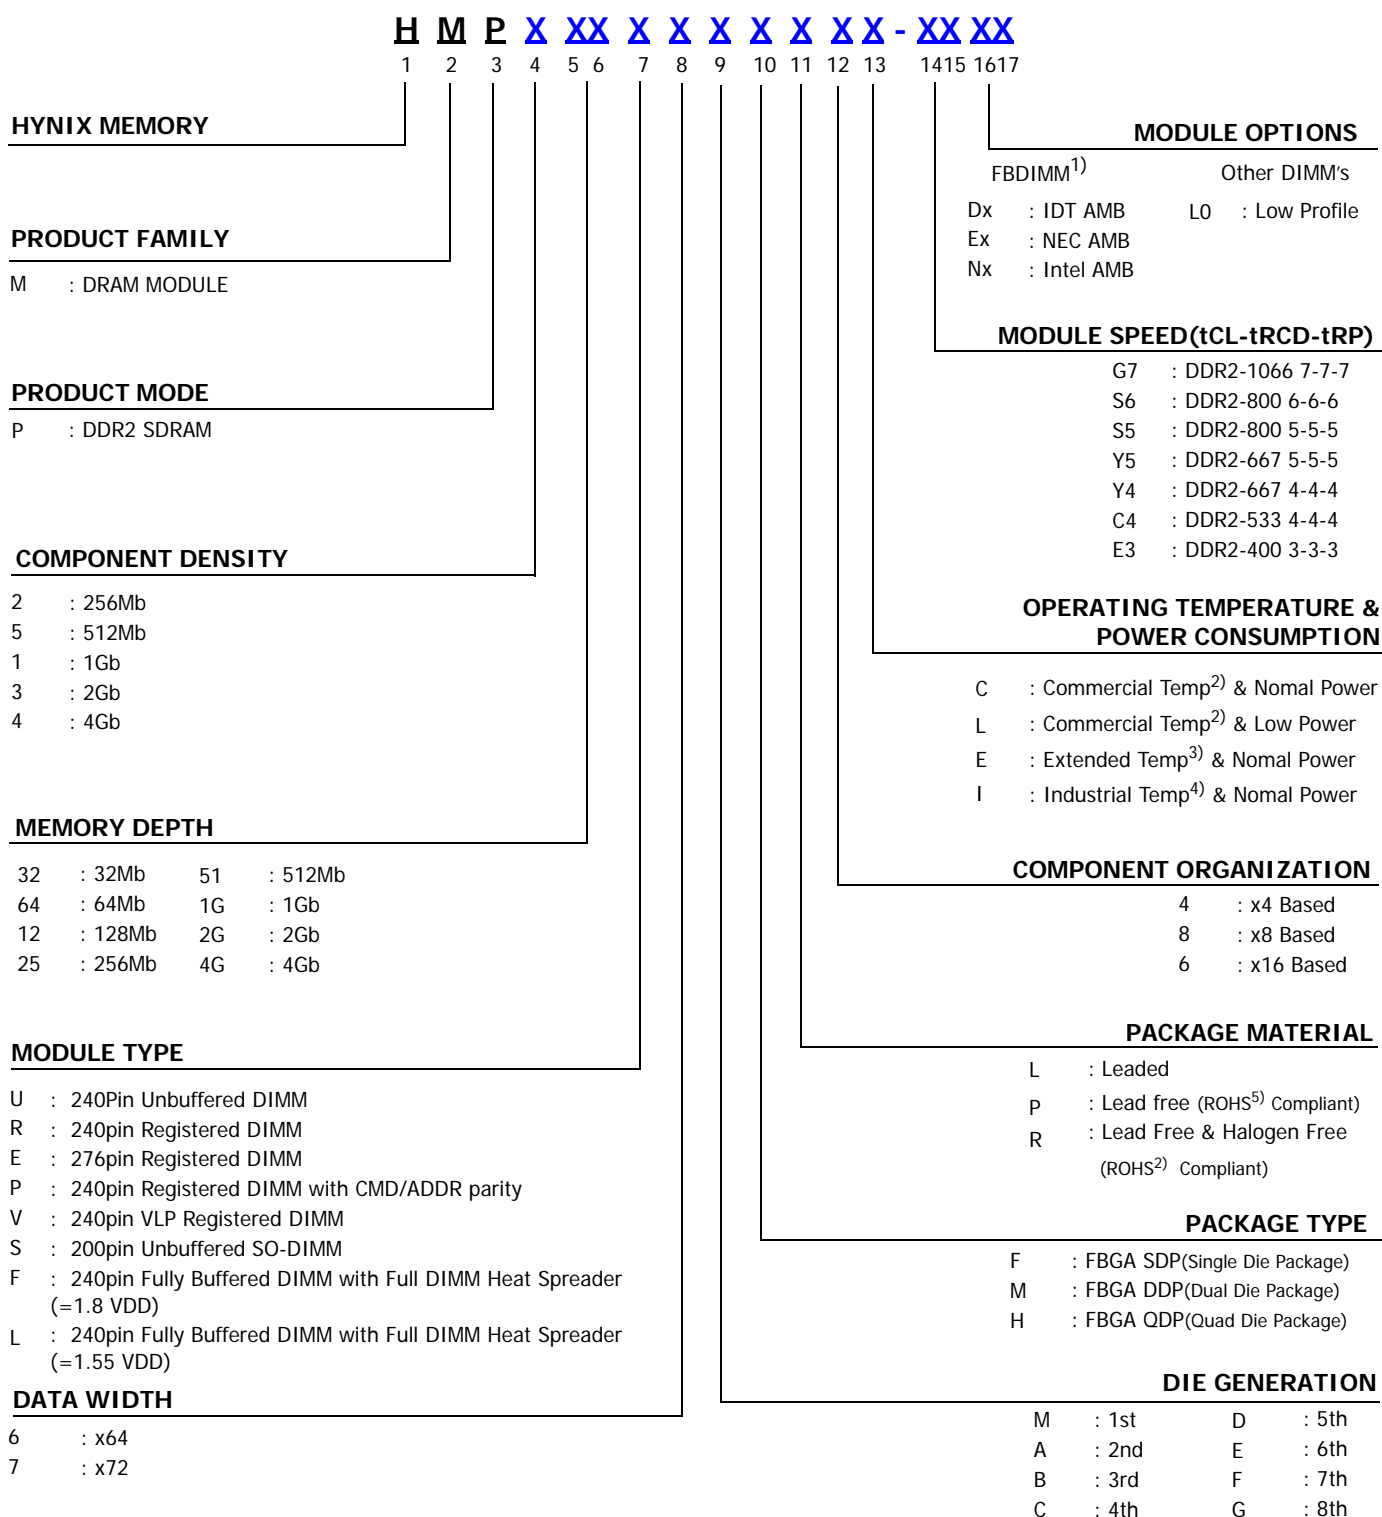 H M P X XX X X X X X X X - XX XX
1 2 3 4 5 6 7 8 9 10 11 12 13 1415 1617
HYNIX MEMORY
PRODUCT FAMILY
M : DRAM MODULE
PRODUCT MODE
P : DDR2 SDRAM
COMPONENT DENSITY
2 : 256Mb
5 : 512Mb
1 : 1Gb
3 : 2Gb
4 : 4Gb
MEMORY DEPTH
32 : 32Mb 51 : 512Mb
64 : 64Mb 1G : 1Gb
12 : 128Mb 2G : 2Gb
25 : 256Mb 4G : 4Gb
MODULE TYPE
U : 240Pin Unbuffered DIMM
R : 240pin Registered DIMM
E : 276pin Registered DIMM
P : 240pin Registered DIMM with CMD/ADDR parity
V : 240pin VLP Registered DIMM
S : 200pin Unbuffered SO-DIMM
F : 240pin Fully Buffered DIMM with Full DIMM Heat Spreader
(=1.8 VDD)
L : 240pin Fully Buffered DIMM with Full DIMM Heat Spreader
(=1.55 VDD)
DATA WIDTH
6 : x64
7 : x72
MODULE OPTIONS
FBDIMM1) Other DIMM's
Dx : IDT AMB L0 : Low Profile
Ex : NEC AMB
Nx : Intel AMB
MODULE SPEED(tCL-tRCD-tRP)
G7 : DDR2-1066 7-7-7
S6 : DDR2-800 6-6-6
S5 : DDR2-800 5-5-5
Y5 : DDR2-667 5-5-5
Y4 : DDR2-667 4-4-4
C4 : DDR2-533 4-4-4
E3 : DDR2-400 3-3-3
OPERATING TEMPERATURE &
POWER CONSUMPTION
C : Commercial Temp2) & Nomal Power
L : Commercial Temp2) & Low Power
E : Extended Temp3) & Nomal Power
I : Industrial Temp4) & Nomal Power
COMPONENT ORGANIZATION
4 : x4 Based
8 : x8 Based
6 : x16 Based
PACKAGE MATERIAL
L : Leaded
P : Lead free (ROHS5) Compliant)
R : Lead Free & Halogen Free
(ROHS2) Compliant)
PACKAGE TYPE
F : FBGA SDP(Single Die Package)
M : FBGA DDP(Dual Die Package)
H : FBGA QDP(Quad Die Package)
DIE GENERATION
M : 1st D : 5th
A : 2nd E : 6th
B : 3rd F : 7th
C : 4th G : 8th